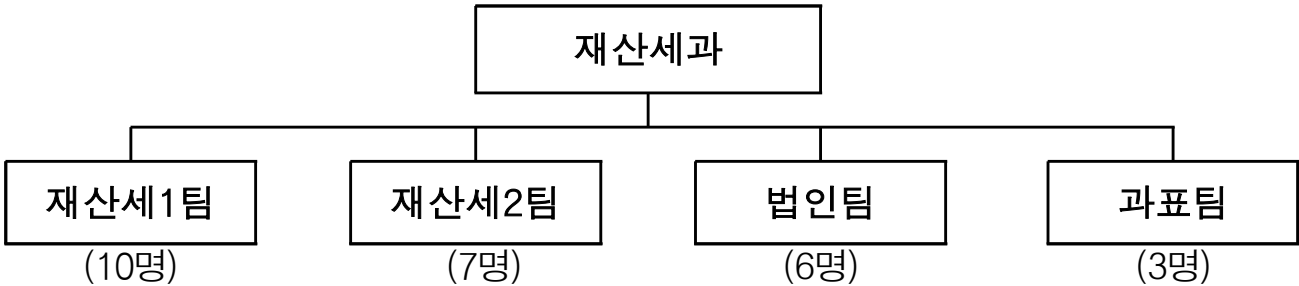 재산세과
재산세1팀 재산세2팀 법인팀 과표팀
(10명) (7명) (6명) (3명)